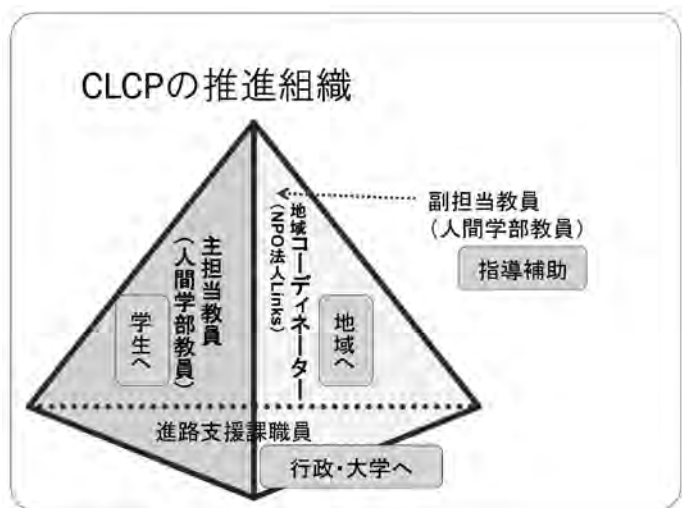 CLCPの推進組織
副担当教員
（人間学部教員）
指導補助
主担当教員
（人間学部教員）
学生へ
地域コーディネーター
（NPO法人Links）
地域へ
進路支援課職員
行政・大学へ